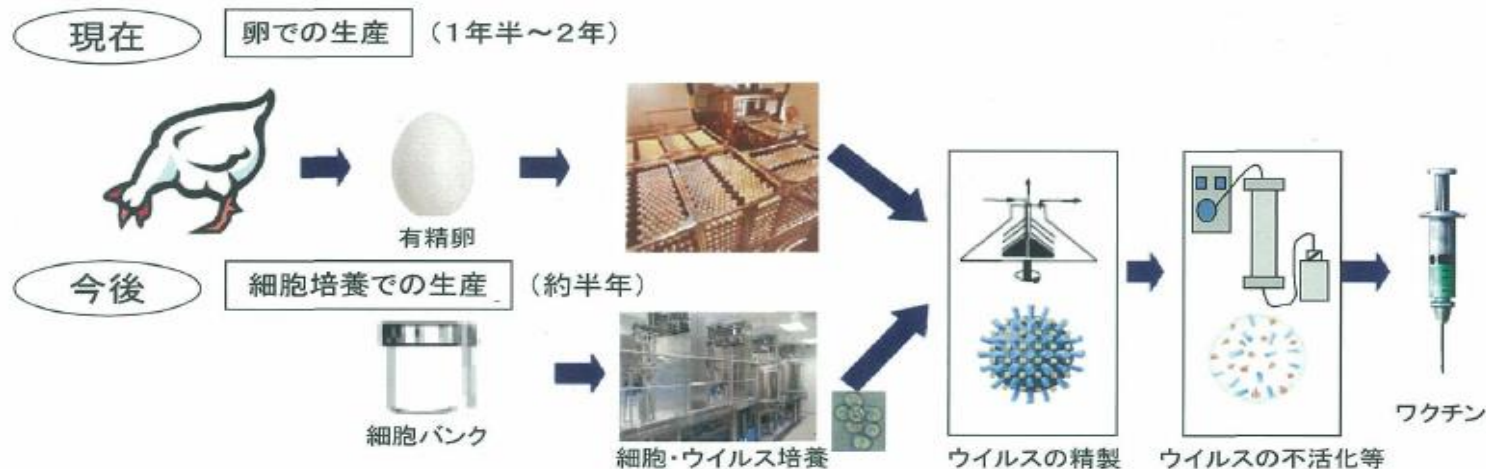 現在
卵での生産 (1年半～2年)
有精卵
今後
細胞培養での生産 (約半年)
細胞バンク
細胞・ウイルス培養
ウイルスの精製
ウイルスの不活化等
ワクチン